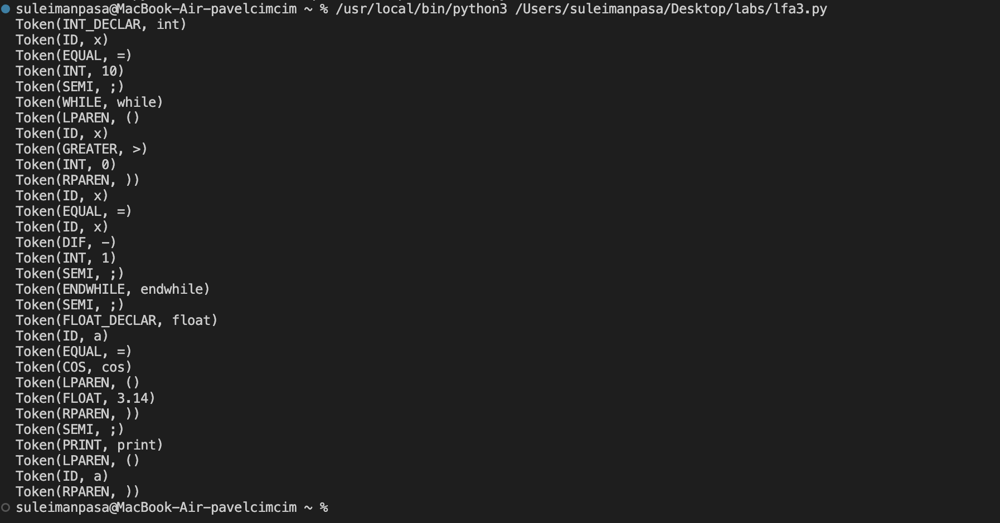 suleimanpasa@MacBook-Air-pavelcimcim ~ % /usr/local/bin/python3 /Users/suleimanpasa/Desktop/labs/lfa3.py
Token(INT_DECLAR, int)
Token(ID, x)
Token(EQUAL, =)
Token(INT, 10)
Token(SEMI, ;)
Token(WHILE, while)
Token(LPAREN, ()
Token(ID, x)
Token(GREATER, >)
Token(INT, 0)
Token(RPAREN, ))
Token(ID, x)
Token(EQUAL, =)
Token(ID, x)
Token(DIF, -)
Token(INT, 1)
Token(SEMI, ;)
Token(ENDWHILE, endwhile)
Token(SEMI, ;)
Token(FLOAT_DECLAR, float)
Token(ID, a)
Token(EQUAL, =)
Token(COS, cos)
Token(LPAREN, ()
Token(FLOAT, 3.14)
Token(RPAREN, ))
Token(SEMI, ;)
Token(PRINT, print)
Token(LPAREN, ()
Token(ID, a)
Token(RPAREN, ))
suleimanpasa@MacBook-Air-pavelcimcim ~ %